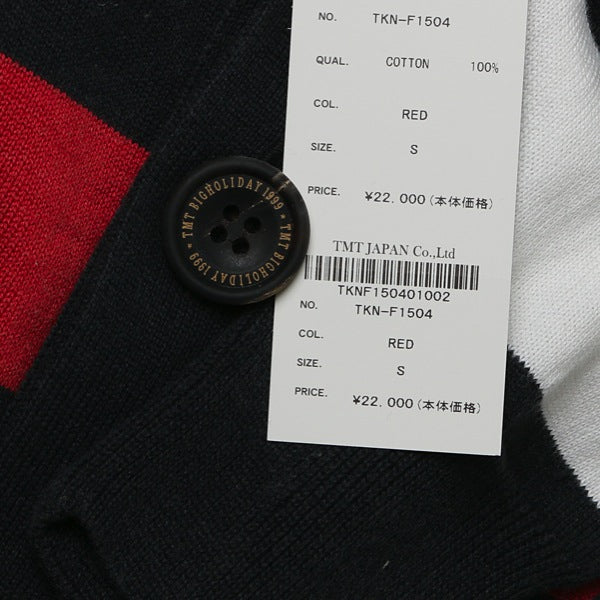 NO. TKN-F1504
QUAL. COTTON 100%
COL. RED
SIZE. S
PRICE. ¥22.000(本体価格)
TMT JAPAN Co.,Ltd
TKNF150401002
NO. TKN-F1504
COL. RED
SIZE. S
PRICE. ¥22.000(本体価格)
TMT BIGHOLIDAY 1999 * TMT BIGHOLIDAY 1999 *